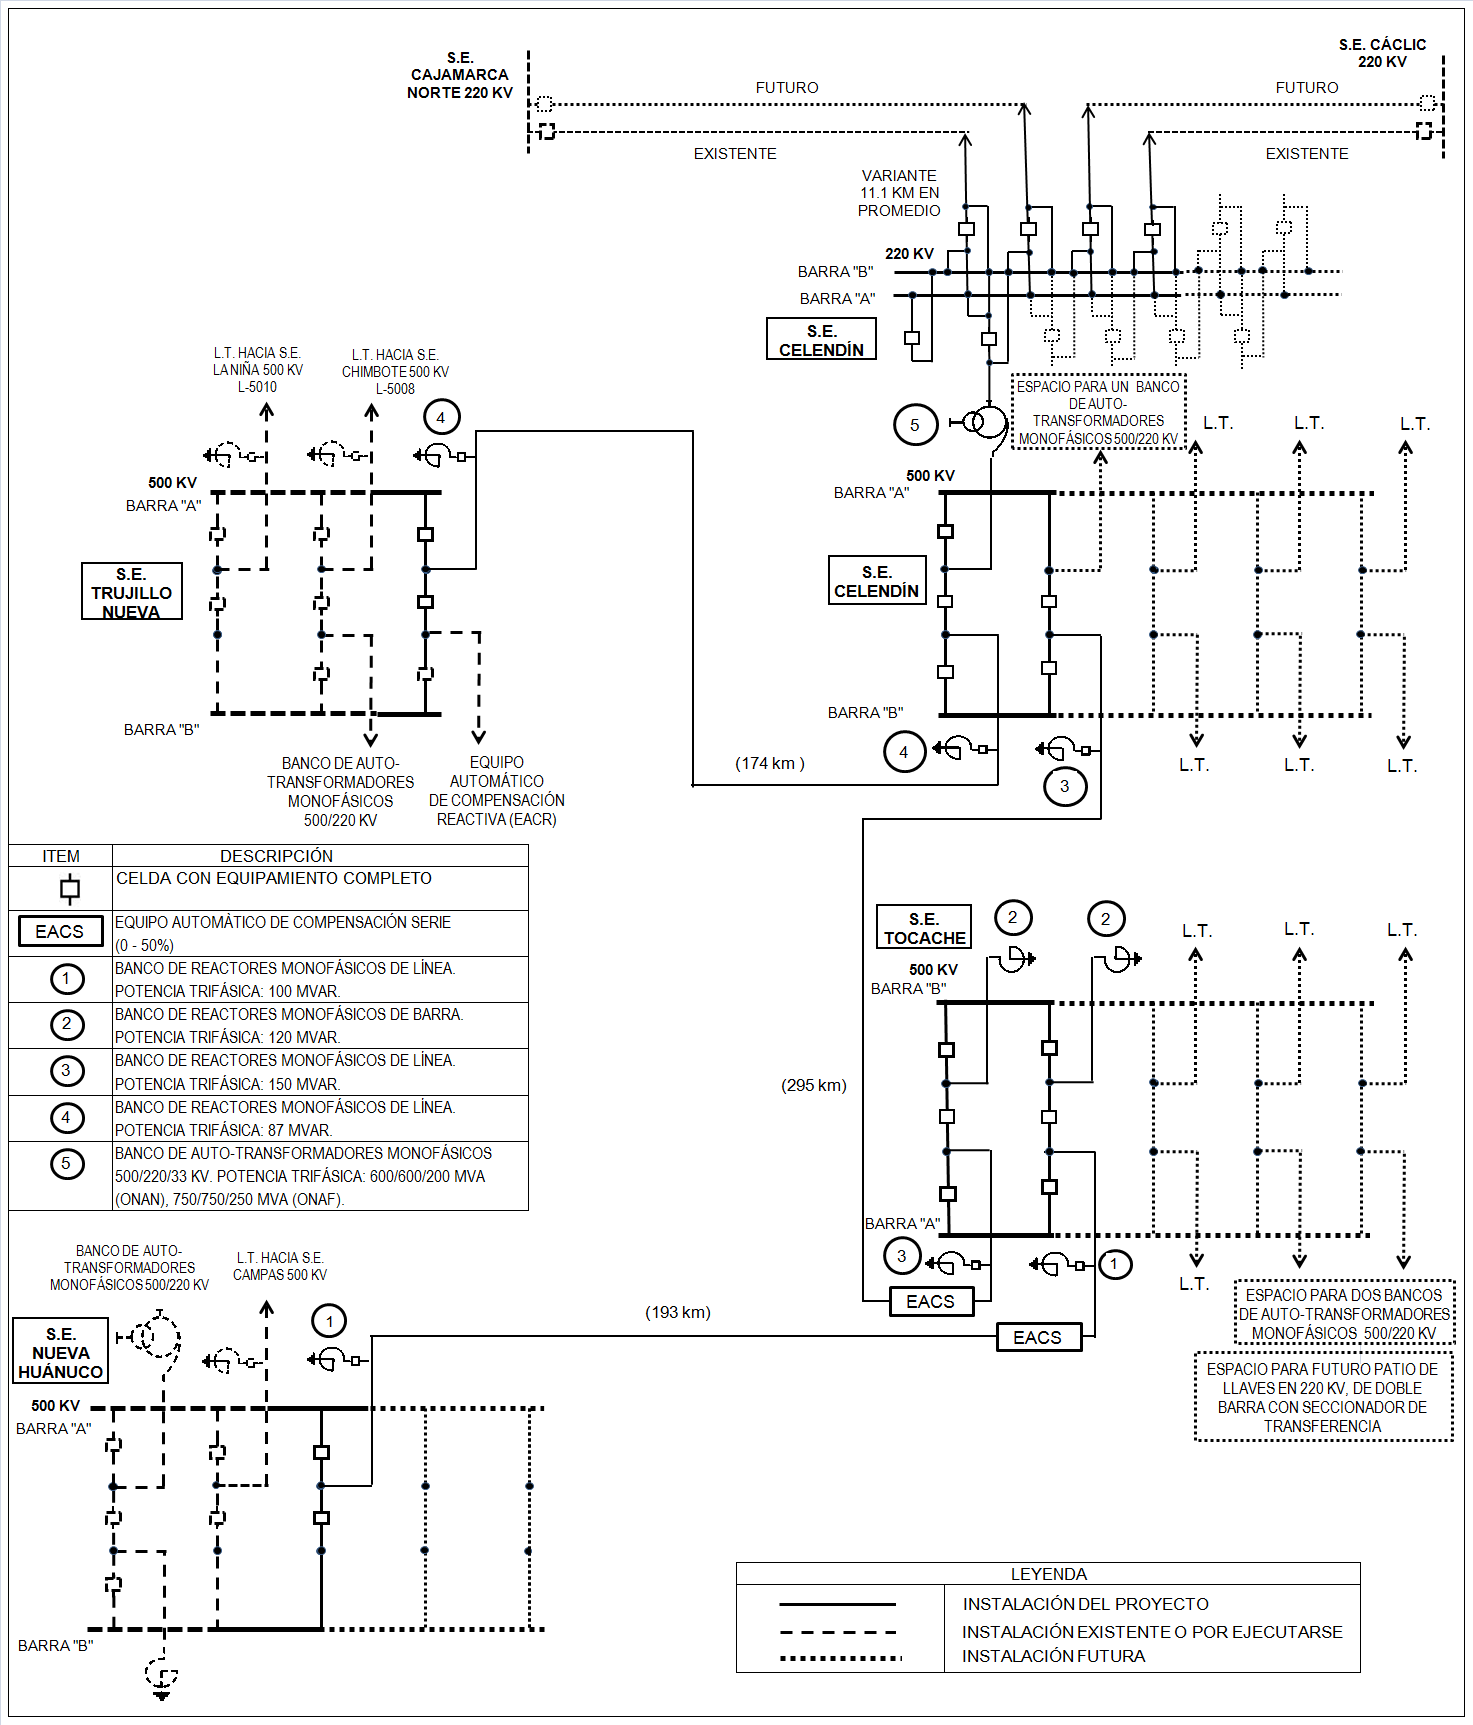 S.E.
CAJAMARCA
NORTE 220 KV
S.E. CÁCLIC
220 KV
FUTURO
FUTURO
EXISTENTE
EXISTENTE
VARIANTE
11.1 KM EN
PROMEDIO
220 KV
BARRA "B"
BARRA "A"
S.E.
CELENDÍN
L.T. HACIA S.E.
LA NIÑA 500 KV
L-5010
L.T. HACIA S.E.
CHIMBOTE 500 KV
L-5008
4
5
ESPACIO PARA UN BANCO
DE AUTO-
TRANSFORMADORES
MONOFÁSICOS 500/220 KV
L.T.
L.T.
L.T.
500 KV
BARRA "A"
500 KV
BARRA "A"
S.E.
TRUJILLO
NUEVA
S.E.
CELENDÍN
BARRA "B"
BARRA "B"
4
3
(174 km )
L.T.
L.T.
L.T.
BANCO DE AUTO-
TRANSFORMADORES
MONOFÁSICOS
500/220 KV
EQUIPO
AUTOMÁTICO
DE COMPENSACIÓN
REACTIVA (EACR)
ITEM DESCRIPCIÓN
CELDA CON EQUIPAMIENTO COMPLETO
EACS EQUIPO AUTOMÁTICO DE COMPENSACIÓN SERIE
(0 - 50%)
1 BANCO DE REACTORES MONOFÁSICOS DE LÍNEA.
POTENCIA TRIFÁSICA: 100 MVAR.
2 BANCO DE REACTORES MONOFÁSICOS DE BARRA.
POTENCIA TRIFÁSICA: 120 MVAR.
3 BANCO DE REACTORES MONOFÁSICOS DE LÍNEA.
POTENCIA TRIFÁSICA: 150 MVAR.
4 BANCO DE REACTORES MONOFÁSICOS DE LÍNEA.
POTENCIA TRIFÁSICA: 87 MVAR.
5 BANCO DE AUTO-TRANSFORMADORES MONOFÁSICOS
500/220/33 KV. POTENCIA TRIFÁSICA: 600/600/200 MVA
(ONAN), 750/750/250 MVA (ONAF).
S.E.
TOCACHE
2
2
L.T.
L.T.
L.T.
500 KV
BARRA "B"
(295 km)
BARRA "A"
3
1
EACS
EACS
L.T.
ESPACIO PARA DOS BANCOS
DE AUTO-TRANSFORMADORES
MONOFÁSICOS 500/220 KV
ESPACIO PARA FUTURO PATIO DE
LLAVES EN 220 KV, DE DOBLE
BARRA CON SECCIONADOR DE
TRANSFERENCIA
BANCO DE AUTO-
TRANSFORMADORES
MONOFÁSICOS 500/220 KV
L.T. HACIA S.E.
CAMPAS 500 KV
1
(193 km)
S.E.
NUEVA
HUÁNUCO
500 KV
BARRA "A"
BARRA "B"
LEYENDA
INSTALACIÓN DEL PROYECTO
INSTALACIÓN EXISTENTE O POR EJECUTARSE
INSTALACIÓN FUTURA